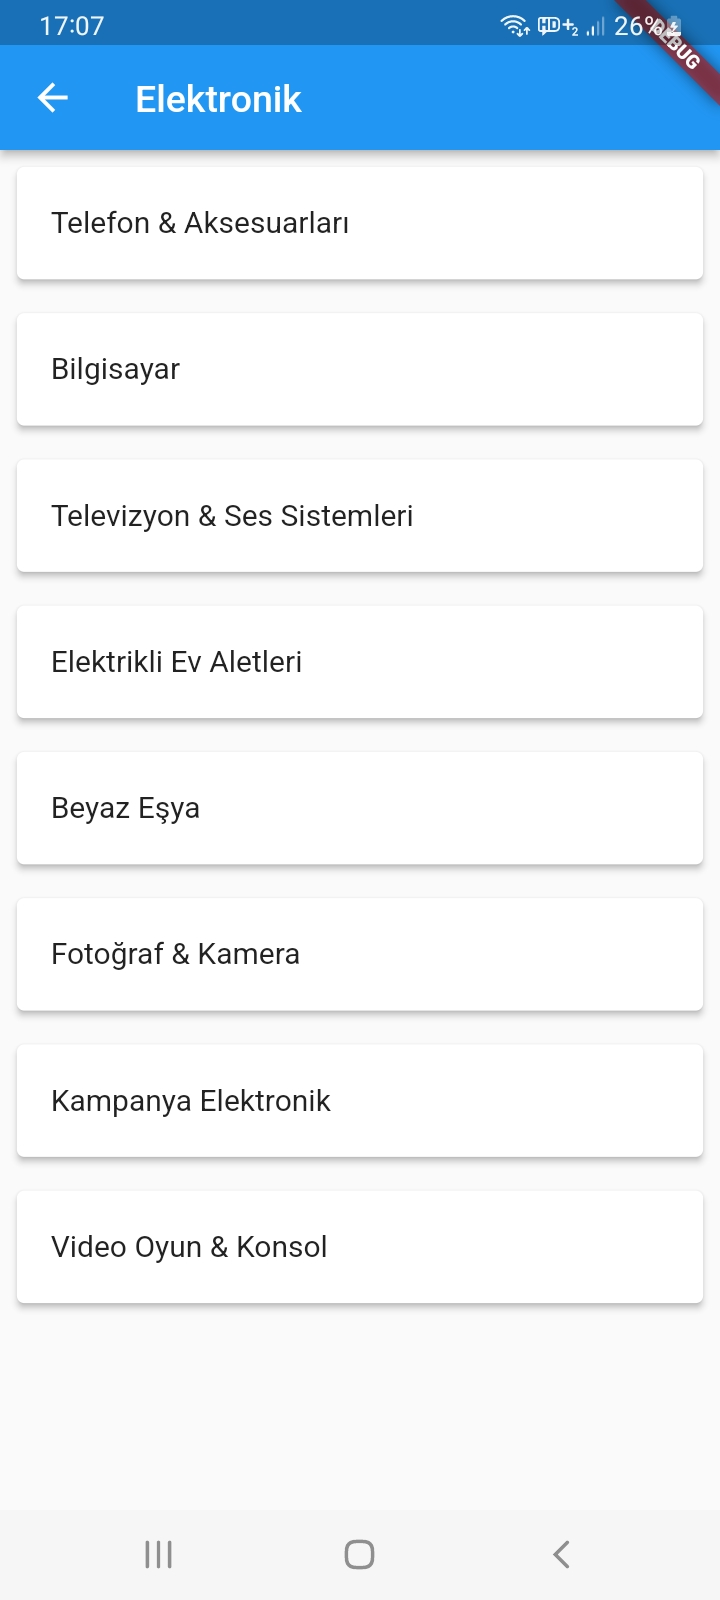 17:07
26%
DEBUG
Elektronik
Telefon & Aksesuarları
Bilgisayar
Televizyon & Ses Sistemleri
Elektrikli Ev Aletleri
Beyaz Eşya
Fotoğraf & Kamera
Kampanya Elektronik
Video Oyun & Konsol